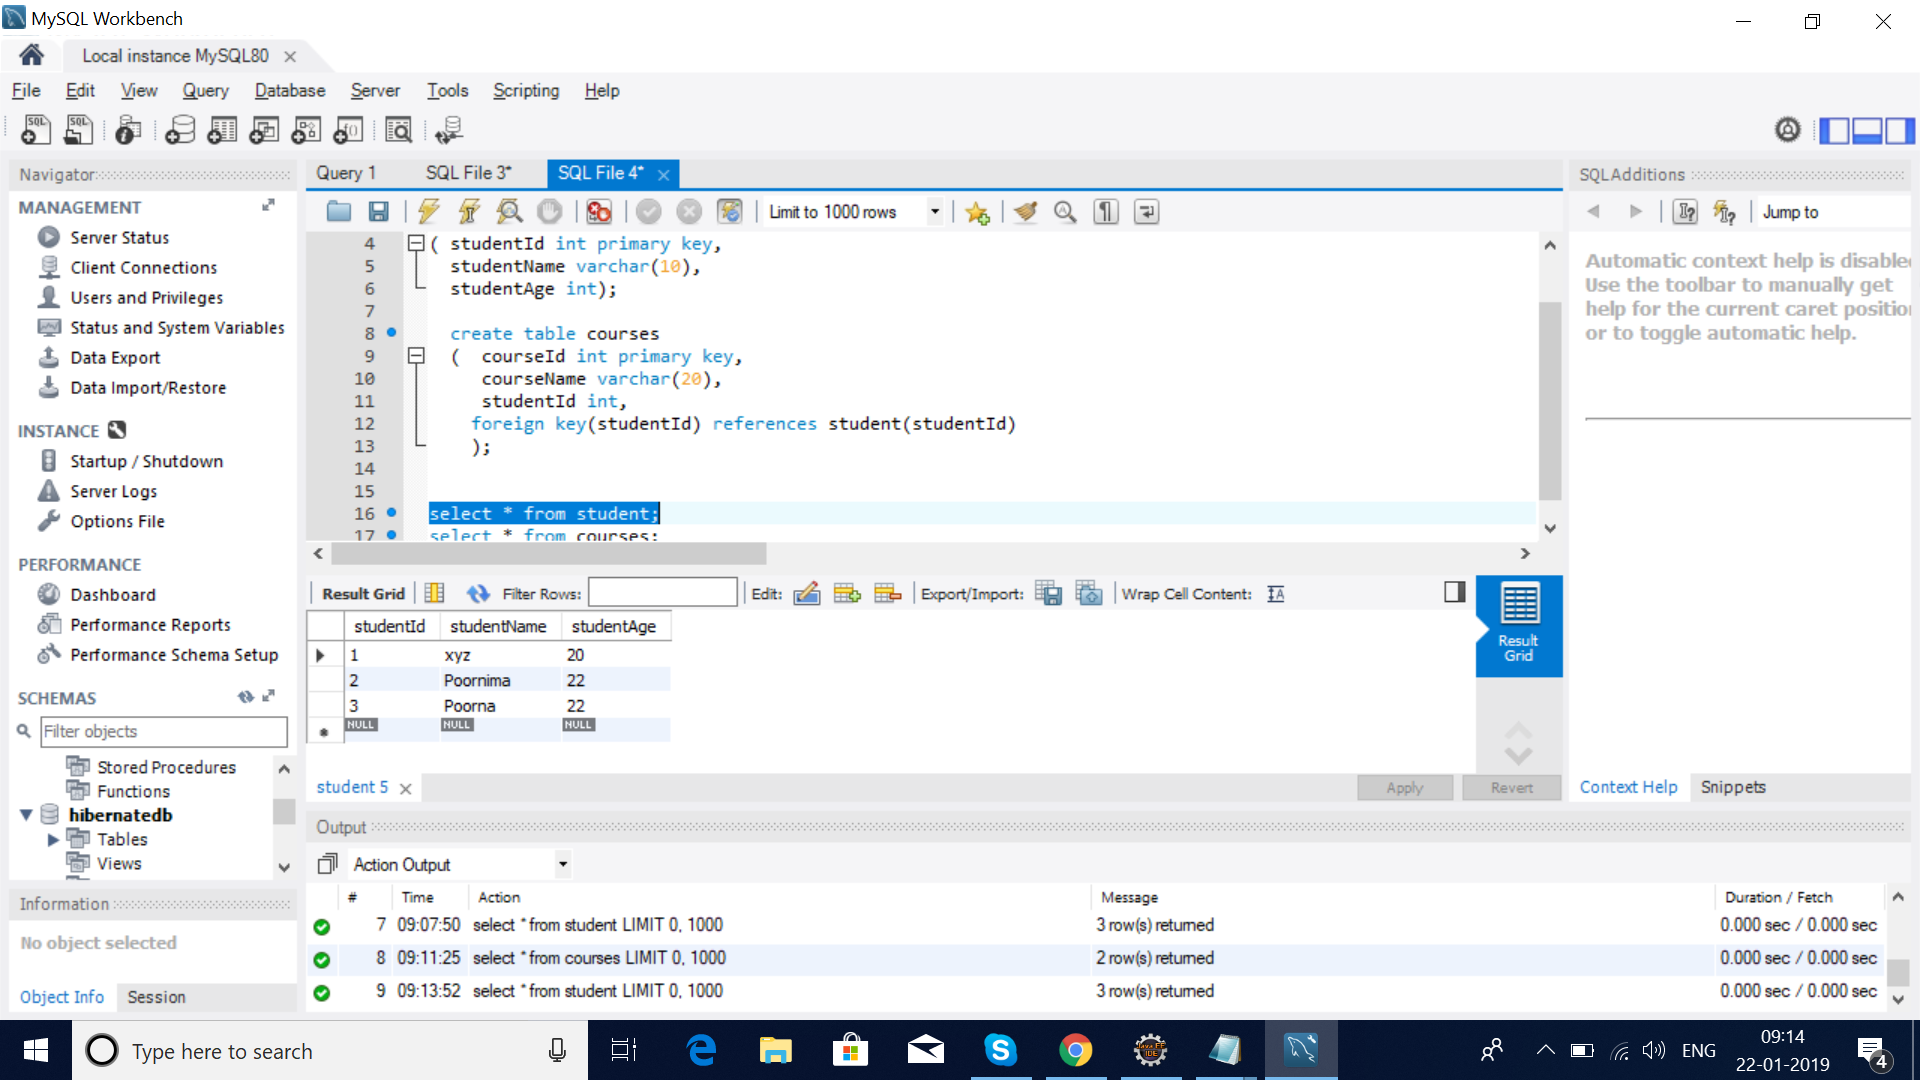 MySQL Workbench
Local instance MySQL80
File Edit View Query Database Server Tools Scripting Help
Navigator
MANAGEMENT
Server Status
Client Connections
Users and Privileges
Status and System Variables
Data Export
Data Import/Restore
INSTANCE
Startup / Shutdown
Server Logs
Options File
PERFORMANCE
Dashboard
Performance Reports
Performance Schema Setup
SCHEMAS
Filter objects
Stored Procedures
Functions
hibernatedb
Tables
Views
Information
No object selected
Object Info Session
Query 1 SQL File 3* SQL File 4*
Limit to 1000 rows
4 ( studentId int primary key,
5 studentName varchar(10),
6 studentAge int);
7
8 create table courses
9 ( courseId int primary key,
10 courseName varchar(20),
11 studentId int,
12 foreign key(studentId) references student(studentId)
13 );
14
15
16 select * from student;
17 select * from courses;
Result Grid Filter Rows: Edit: Export/Import: Wrap Cell Content:
studentId studentName studentAge
1 xyz 20
2 Poornima 22
3 Poorna 22
NULL NULL NULL
Result
Grid
student 5
Apply Revert
SQLAdditions
Jump to
Automatic context help is disable
Use the toolbar to manually get
help for the current caret positio
or to toggle automatic help.
Context Help Snippets
Output
Action Output
# Time Action Message Duration / Fetch
7 09:07:50 select * from student LIMIT 0, 1000 3 row(s) returned 0.000 sec / 0.000 sec
8 09:11:25 select * from courses LIMIT 0, 1000 2 row(s) returned 0.000 sec / 0.000 sec
9 09:13:52 select * from student LIMIT 0, 1000 3 row(s) returned 0.000 sec / 0.000 sec
Type here to search
ENG
09:14
22-01-2019
4